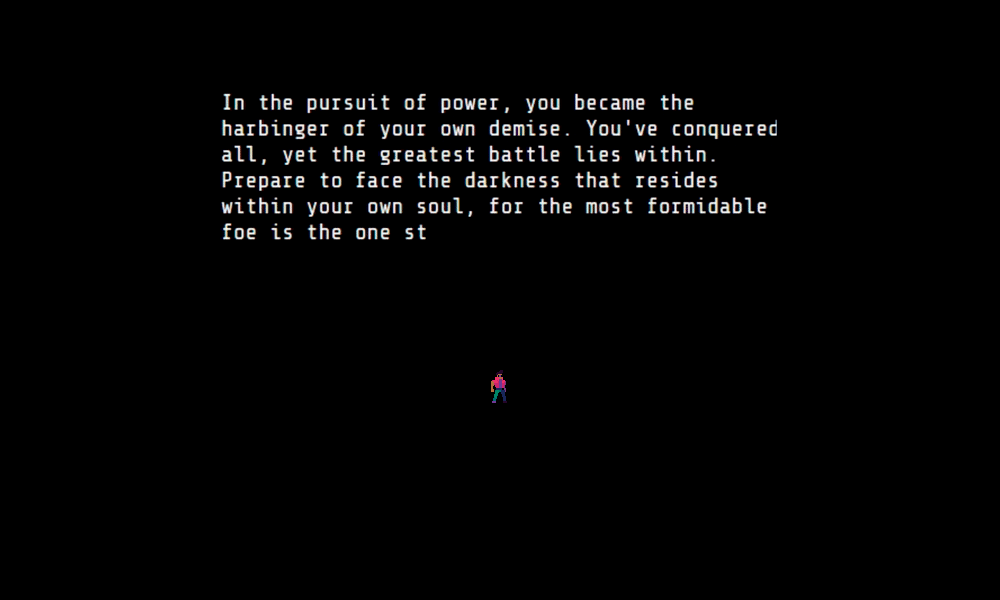 In the pursuit of power, you became the
harbinger of your own demise. You've conquered
all, yet the greatest battle lies within.
Prepare to face the darkness that resides
within your own soul, for the most formidable
foe is the one st